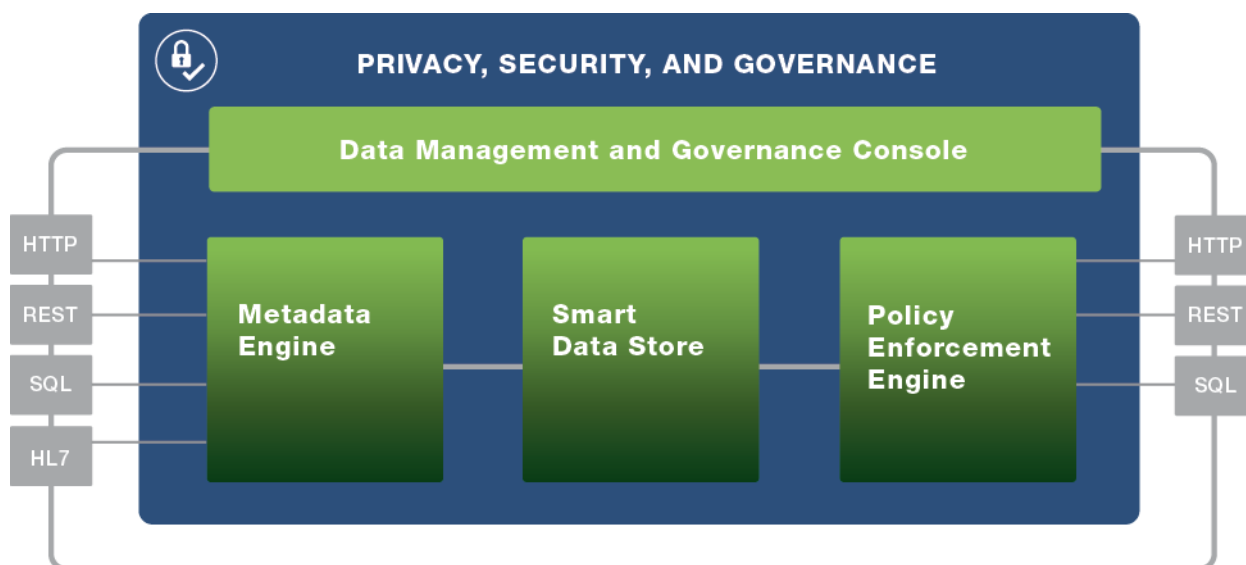 PRIVACY, SECURITY, AND GOVERNANCE
Data Management and Governance Console
HTTP
REST
SQL
HL7
Metadata
Engine
Smart
Data Store
Policy
Enforcement
Engine
HTTP
REST
SQL